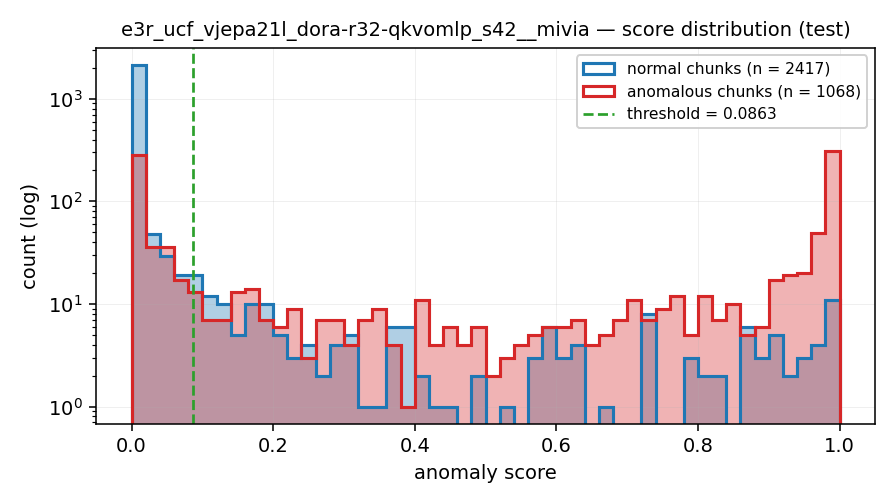 e3r_ucf_vjepa21l_dora-r32-qkvomlp_s42__mivia — score distribution (test)
normal chunks (n = 2417)
anomalous chunks (n = 1068)
threshold = 0.0863
count (log)
10³
10²
10¹
10⁰
0.0 0.2 0.4 0.6 0.8 1.0
anomaly score